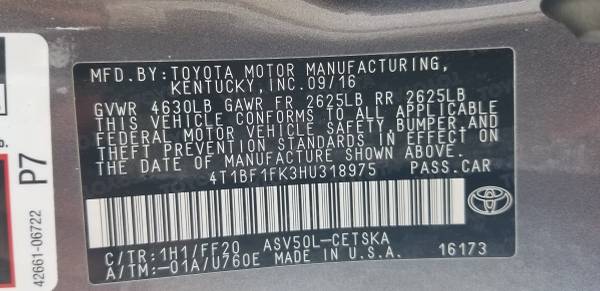 MFD.BY:TOYOTA MOTOR MANUFACTURING,
KENTUCKY,INC.09/16
GVWR 4630LB GAWR FR 2625LB RR 2625LB
THIS VEHICLE CONFORMS TO ALL APPLICABLE
FEDERAL MOTOR VEHICLE SAFETY,BUMPER,AND
THEFT PREVENTION STANDARDS IN EFFECT ON
THE DATE OF MANUFACTURE SHOWN ABOVE.
4T1BF1FK3HU318975 PASS.CAR
C/TR:1H1/FF20 ASV50L-CETSKA
A/TM:-01A/U760E MADE IN U.S.A. 16173
P7
42661-06722